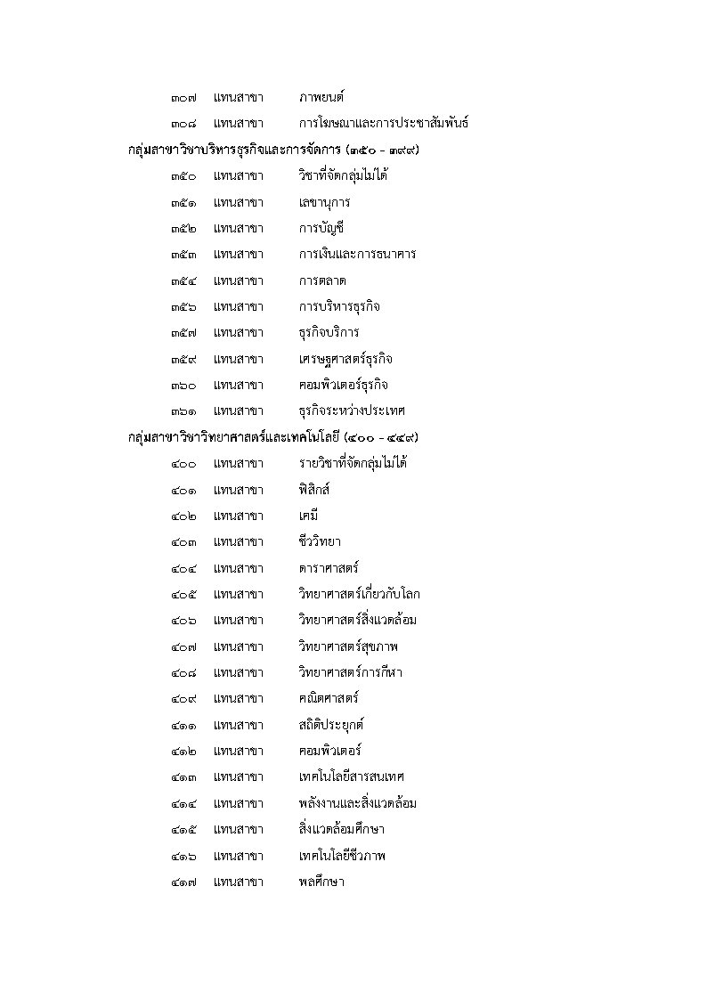 ๓๐๗ แทนสาขา ภาพยนต์
๓๐๘ แทนสาขา การโฆษณาและการประชาสัมพันธ์
กลุ่มสาขาวิชาบริหารธุรกิจและการจัดการ (๓๕๐ - ๓๙๙)
๓๕๐ แทนสาขา วิชาที่จัดกลุ่มไม่ได้
๓๕๑ แทนสาขา เลขานุการ
๓๕๒ แทนสาขา การบัญชี
๓๕๓ แทนสาขา การเงินและการธนาคาร
๓๕๔ แทนสาขา การตลาด
๓๕๖ แทนสาขา การบริหารธุรกิจ
๓๕๗ แทนสาขา ธุรกิจบริการ
๓๕๙ แทนสาขา เศรษฐศาสตร์ธุรกิจ
๓๖๐ แทนสาขา คอมพิวเตอร์ธุรกิจ
๓๖๑ แทนสาขา ธุรกิจระหว่างประเทศ
กลุ่มสาขาวิชาวิทยาศาสตร์และเทคโนโลยี (๔๐๐ - ๔๔๙)
๔๐๐ แทนสาขา รายวิชาที่จัดกลุ่มไม่ได้
๔๐๑ แทนสาขา ฟิสิกส์
๔๐๒ แทนสาขา เคมี
๔๐๓ แทนสาขา ชีววิทยา
๔๐๔ แทนสาขา ดาราศาสตร์
๔๐๕ แทนสาขา วิทยาศาสตร์เกี่ยวกับโลก
๔๐๖ แทนสาขา วิทยาศาสตร์สิ่งแวดล้อม
๔๐๗ แทนสาขา วิทยาศาสตร์สุขภาพ
๔๐๘ แทนสาขา วิทยาศาสตร์การกีฬา
๔๐๙ แทนสาขา คณิตศาสตร์
๔๑๑ แทนสาขา สถิติประยุกต์
๔๑๒ แทนสาขา คอมพิวเตอร์
๔๑๓ แทนสาขา เทคโนโลยีสารสนเทศ
๔๑๔ แทนสาขา พลังงานและสิ่งแวดล้อม
๔๑๕ แทนสาขา สิ่งแวดล้อมศึกษา
๔๑๖ แทนสาขา เทคโนโลยีชีวภาพ
๔๑๗ แทนสาขา พลศึกษา